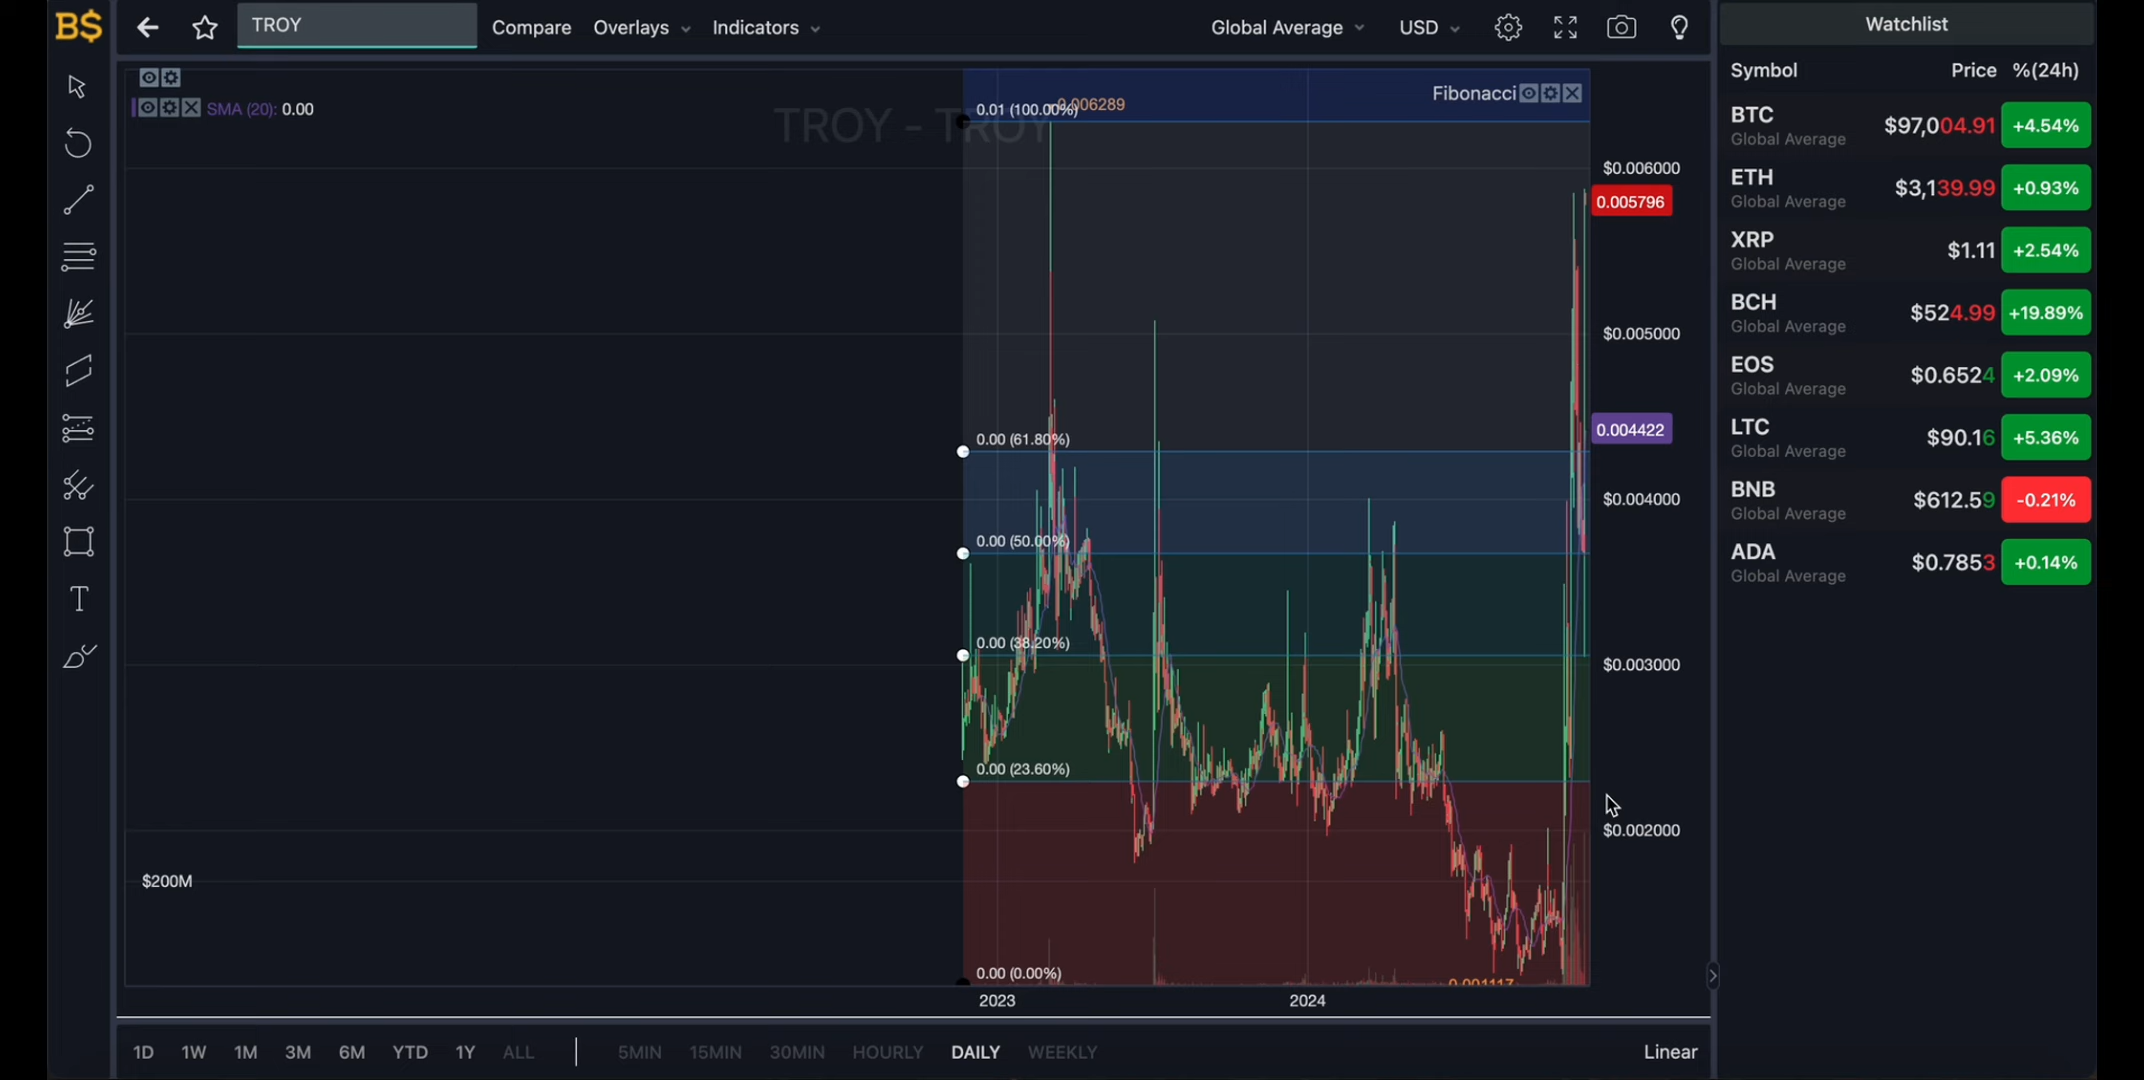 B$
TROY
Compare
Overlays
Indicators
Global Average
USD
SMA (20): 0.00
TROY - TROY
Fibonacci
0.01 (100.00%)
0.006289
0.00 (61.80%)
0.00 (50.00%)
0.00 (38.20%)
0.00 (23.60%)
0.00 (0.00%)
0.001117
$0.006000
0.005796
$0.005000
0.004422
$0.004000
$0.003000
$0.002000
$200M
2023
2024
1D 1W 1M 3M 6M YTD 1Y ALL
5MIN 15MIN 30MIN HOURLY DAILY WEEKLY
Linear
Watchlist
Symbol Price %(24h)
BTC $97,004.91 +4.54%
Global Average
ETH $3,139.99 +0.93%
Global Average
XRP $1.11 +2.54%
Global Average
BCH $524.99 +19.89%
Global Average
EOS $0.6524 +2.09%
Global Average
LTC $90.16 +5.36%
Global Average
BNB $612.59 -0.21%
Global Average
ADA $0.7853 +0.14%
Global Average
T